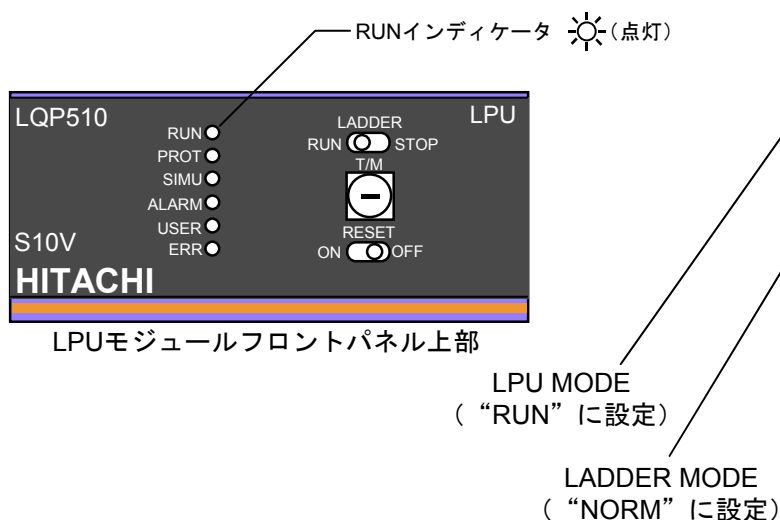 RUNインディケータ (点灯)
LQP510
LPU
LADDER
RUN STOP
RUN
PROT
SIMU
ALARM
USER
ERR
T/M
RESET
ON OFF
S10V
HITACHI
LPUモジュールフロントパネル上部
LPU MODE
(“RUN”に設定)
LADDER MODE
(“NORM”に設定)